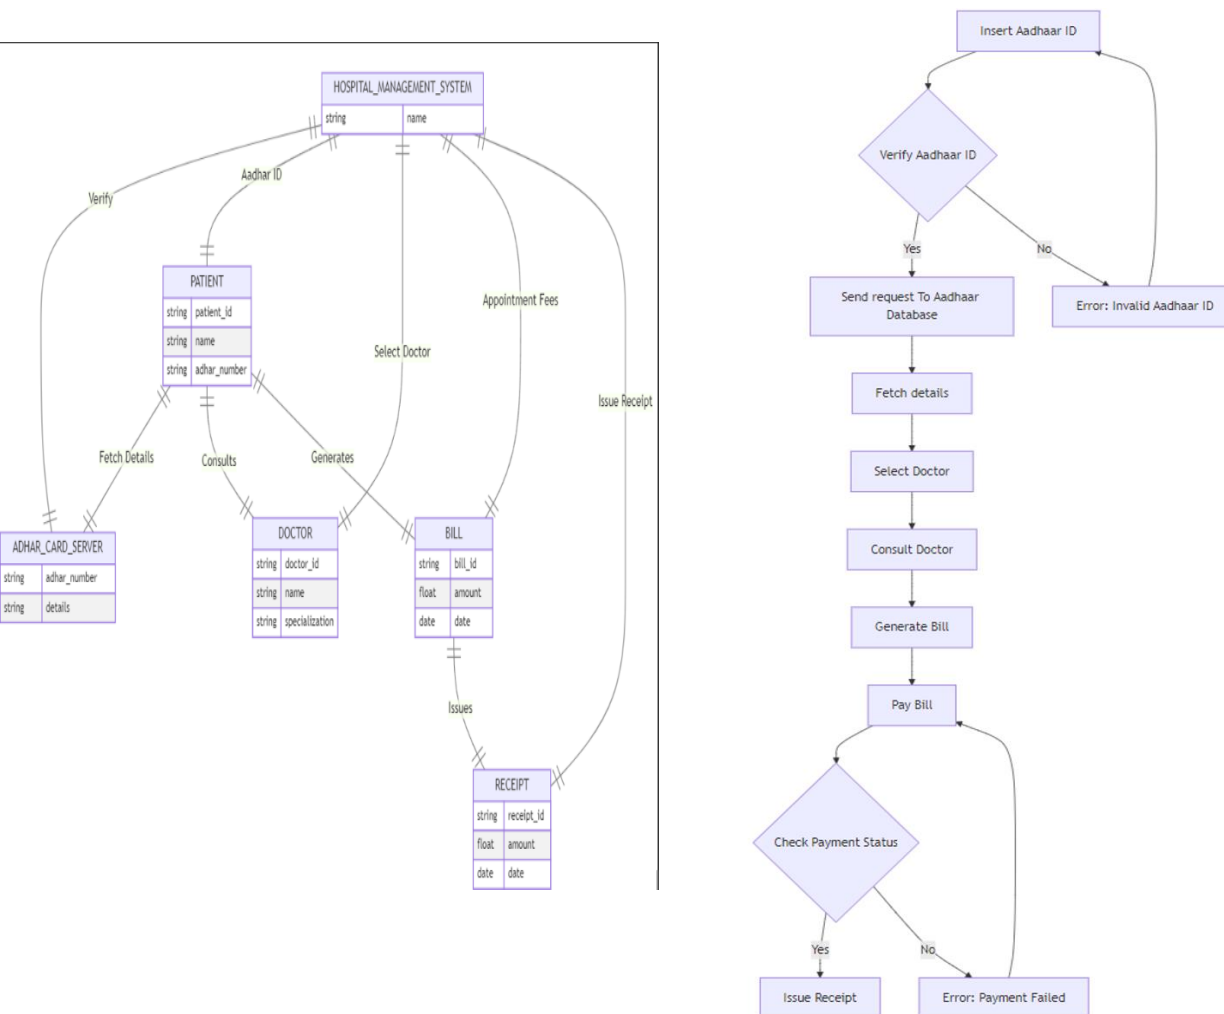 HOSPITAL_MANAGEMENT_SYSTEM
string name
Verify
Aadhar ID
Select Doctor
Appointment Fees
Issue Receipt
PATIENT
string patient_id
string name
string adhar_number
Fetch Details
Consults
Generates
ADHAR_CARD_SERVER
string adhar_number
string details
DOCTOR
string doctor_id
string name
string specialization
BILL
string bill_id
float amount
date date
Issues
RECEIPT
string receipt_id
float amount
date date
Insert Aadhaar ID
Verify Aadhaar ID
Yes
No
Send request To Aadhaar
Database
Error: Invalid Aadhaar ID
Fetch details
Select Doctor
Consult Doctor
Generate Bill
Pay Bill
Check Payment Status
Yes
No
Issue Receipt
Error: Payment Failed